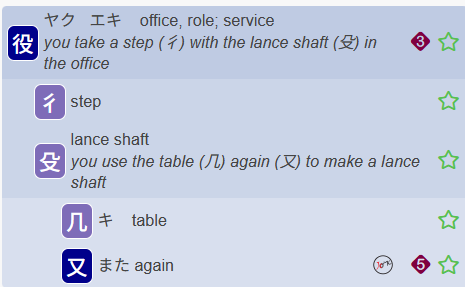 役 ヤク エキ office, role; service
you take a step (彳) with the lance shaft (殳) in
the office
3
彳 step
殳 lance shaft
you use the table (几) again (又) to make a lance
shaft
几 キ table
又 また again
5